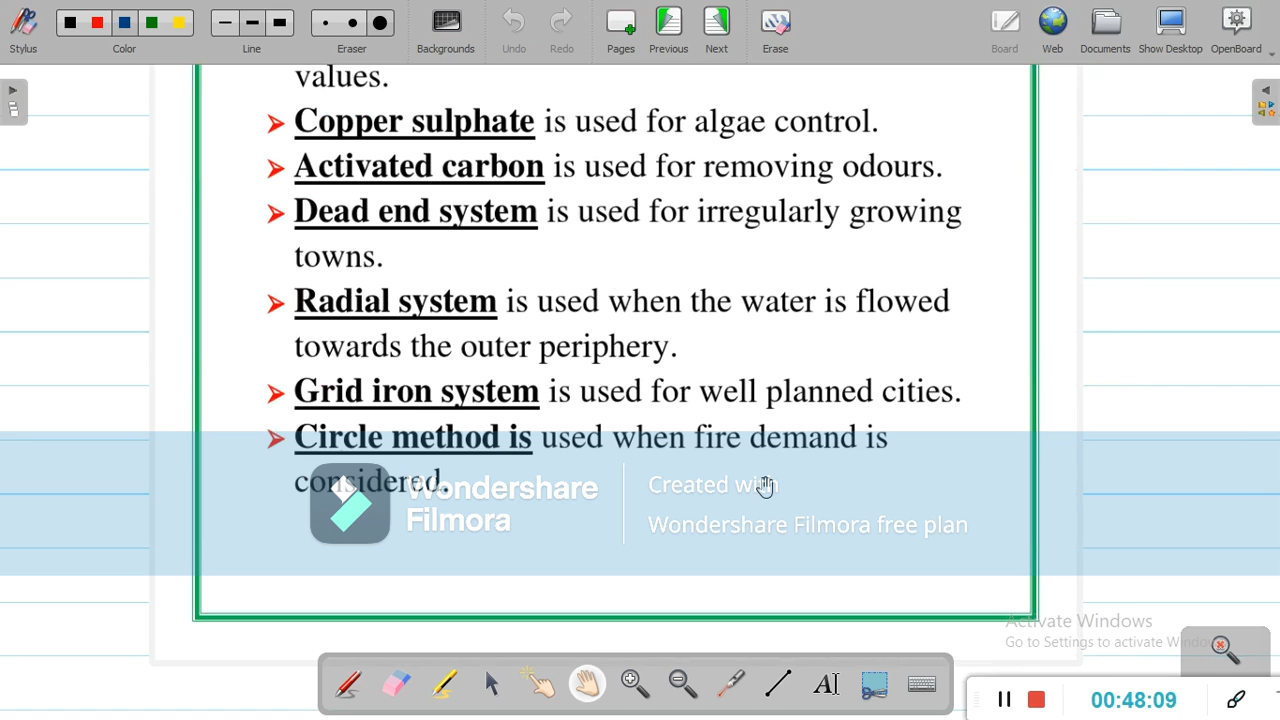 Stylus Color Line Eraser Backgrounds Undo Redo Pages Previous Next Erase Board Web Documents Show Desktop OpenBoard
values.
Copper sulphate is used for algae control.
Activated carbon is used for removing odours.
Dead end system is used for irregularly growing
towns.
Radial system is used when the water is flowed
towards the outer periphery.
Grid iron system is used for well planned cities.
Circle method is used when fire demand is
considered.
Wondershare
Filmora
Created with
Wondershare Filmora free plan
Activate Windows
Go to Settings to activate Windows
AI
00:48:09